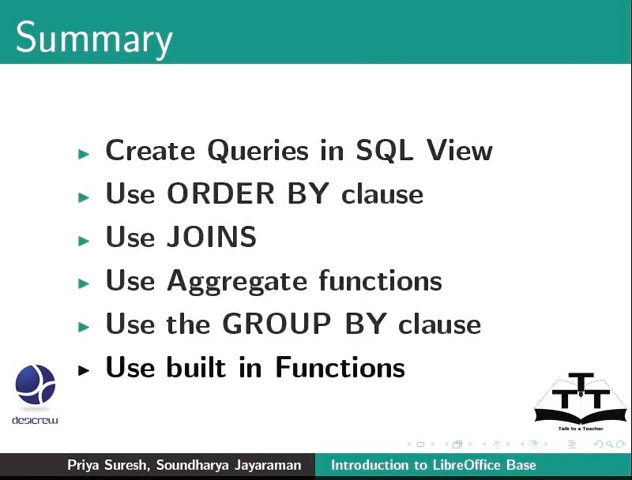 Summary
Create Queries in SQL View
Use ORDER BY clause
Use JOINS
Use Aggregate functions
Use the GROUP BY clause
Use built in Functions
desicrew
TTT
Talk to a Teacher
Priya Suresh, Soundharya Jayaraman Introduction to LibreOffice Base